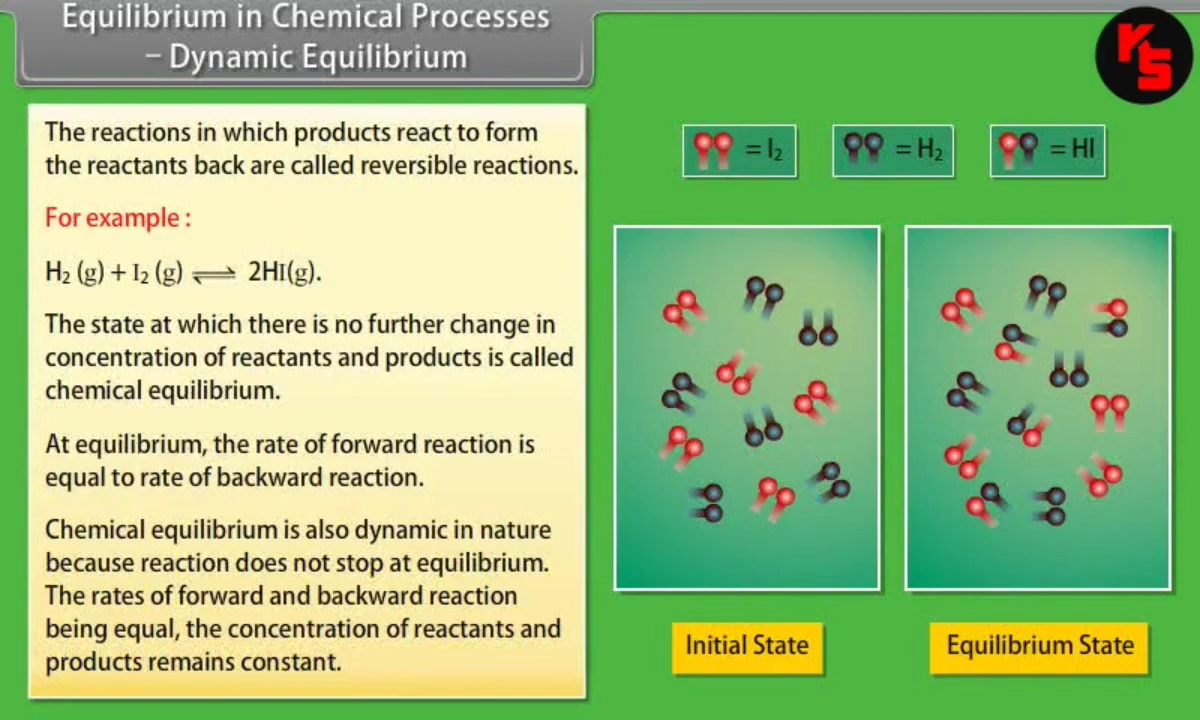 Equilibrium in Chemical Processes
– Dynamic Equilibrium
KTS
The reactions in which products react to form
the reactants back are called reversible reactions.
For example :
H₂ (g) + I₂ (g) ⇌ 2HI(g).
The state at which there is no further change in
concentration of reactants and products is called
chemical equilibrium.
At equilibrium, the rate of forward reaction is
equal to rate of backward reaction.
Chemical equilibrium is also dynamic in nature
because reaction does not stop at equilibrium.
The rates of forward and backward reaction
being equal, the concentration of reactants and
products remains constant.
= I₂
= H₂
= HI
Initial State
Equilibrium State